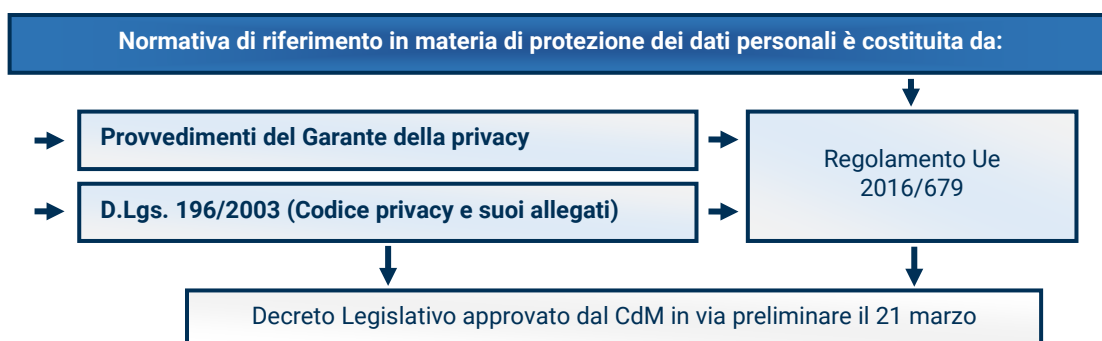 Normativa di riferimento in materia di protezione dei dati personali è costituita da:
Provvedimenti del Garante della privacy
D.Lgs. 196/2003 (Codice privacy e suoi allegati)
Regolamento Ue
2016/679
Decreto Legislativo approvato dal CdM in via preliminare il 21 marzo